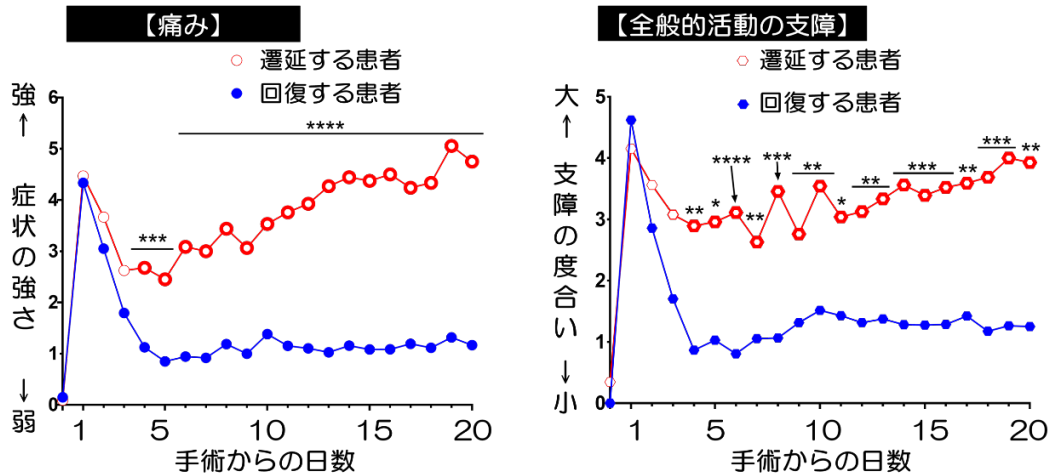 【痛み】
遷延する患者
回復する患者
強
↑
症状の強さ
↓
弱
6
5
4
3
2
1
0
***
****
1 5 10 15 20
手術からの日数
【全般的活動の支障】
遷延する患者
回復する患者
大
↑
支障の度合い
↓
小
5
4
3
2
1
0
** * **** ** *** ** * ** *** ** *** **
1 5 10 15 20
手術からの日数